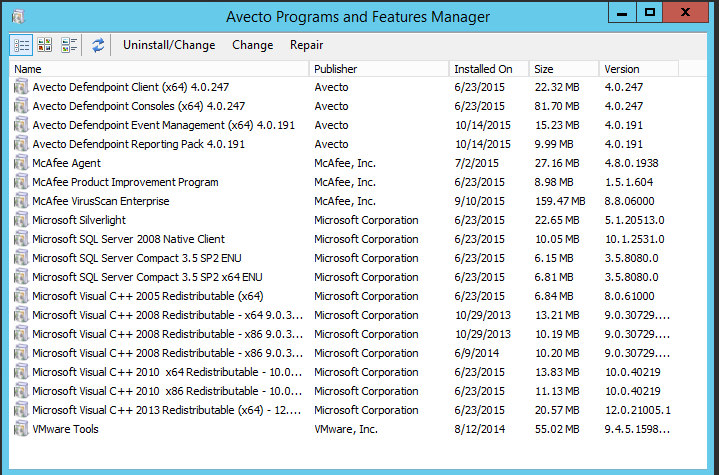 Avecto Programs and Features Manager
Uninstall/Change Change Repair
Name Publisher Installed On Size Version
Avecto Defendpoint Client (x64) 4.0.247 Avecto 6/23/2015 22.32 MB 4.0.247
Avecto Defendpoint Consoles (x64) 4.0.247 Avecto 6/23/2015 81.70 MB 4.0.247
Avecto Defendpoint Event Management (x64) 4.0.191 Avecto 10/14/2015 15.23 MB 4.0.191
Avecto Defendpoint Reporting Pack 4.0.191 Avecto 10/14/2015 9.99 MB 4.0.191
McAfee Agent McAfee, Inc. 7/2/2015 27.16 MB 4.8.0.1938
McAfee Product Improvement Program McAfee, Inc. 6/23/2015 8.98 MB 1.5.1.604
McAfee VirusScan Enterprise McAfee, Inc. 9/10/2015 159.47 MB 8.8.06000
Microsoft Silverlight Microsoft Corporation 6/23/2015 22.65 MB 5.1.20513.0
Microsoft SQL Server 2008 Native Client Microsoft Corporation 6/23/2015 10.05 MB 10.1.2531.0
Microsoft SQL Server Compact 3.5 SP2 ENU Microsoft Corporation 6/23/2015 6.15 MB 3.5.8080.0
Microsoft SQL Server Compact 3.5 SP2 x64 ENU Microsoft Corporation 6/23/2015 6.81 MB 3.5.8080.0
Microsoft Visual C++ 2005 Redistributable (x64) Microsoft Corporation 6/23/2015 6.84 MB 8.0.61000
Microsoft Visual C++ 2008 Redistributable - x64 9.0.3... Microsoft Corporation 10/29/2013 13.21 MB 9.0.30729....
Microsoft Visual C++ 2008 Redistributable - x86 9.0.3... Microsoft Corporation 10/29/2013 10.19 MB 9.0.30729....
Microsoft Visual C++ 2008 Redistributable - x86 9.0.3... Microsoft Corporation 6/9/2014 10.20 MB 9.0.30729....
Microsoft Visual C++ 2010 x64 Redistributable - 10.0.... Microsoft Corporation 6/23/2015 13.83 MB 10.0.40219
Microsoft Visual C++ 2010 x86 Redistributable - 10.0.... Microsoft Corporation 6/23/2015 11.13 MB 10.0.40219
Microsoft Visual C++ 2013 Redistributable (x64) - 12.... Microsoft Corporation 6/23/2015 20.57 MB 12.0.21005.1
VMware Tools VMware, Inc. 8/12/2014 55.02 MB 9.4.5.1598...